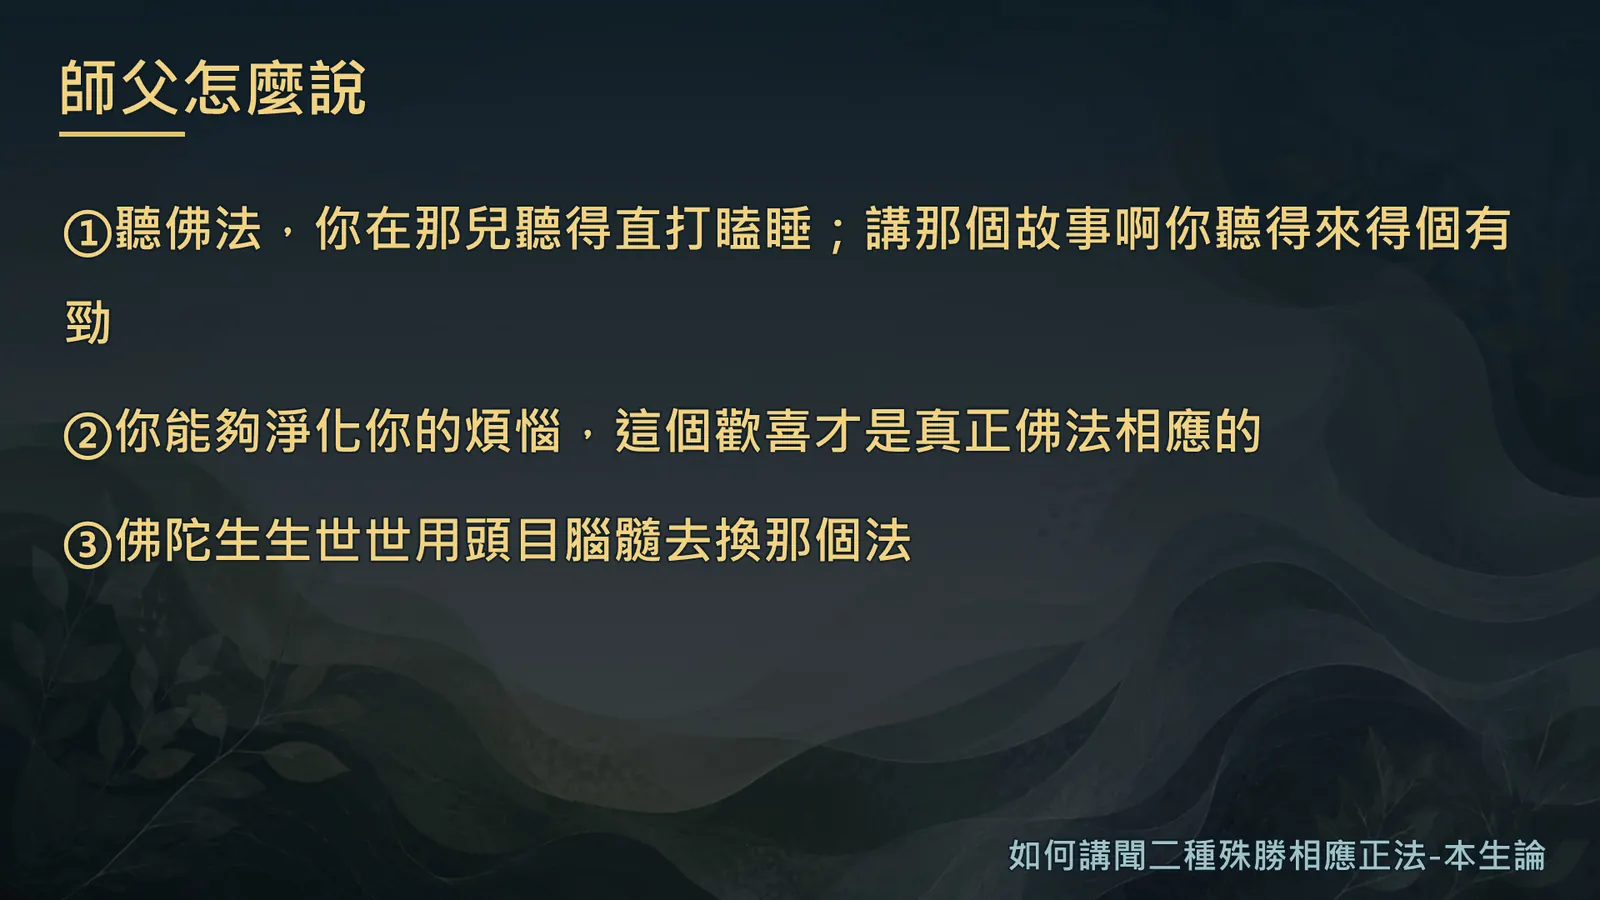 師父怎麼說
①聽佛法，你在那兒聽得直打瞌睡；講那個故事啊你聽得來得個有
勁
②你能夠淨化你的煩惱，這個歡喜才是真正佛法相應的
③佛陀生生世世用頭目腦髓去換那個法
如何講聞二種殊勝相應正法-本生論